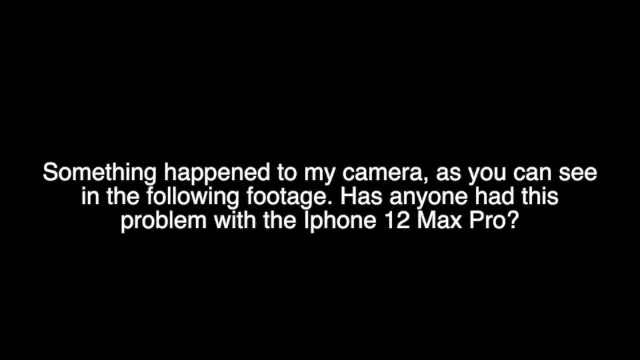 Something happened to my camera, as you can see
in the following footage. Has anyone had this
problem with the Iphone 12 Max Pro?